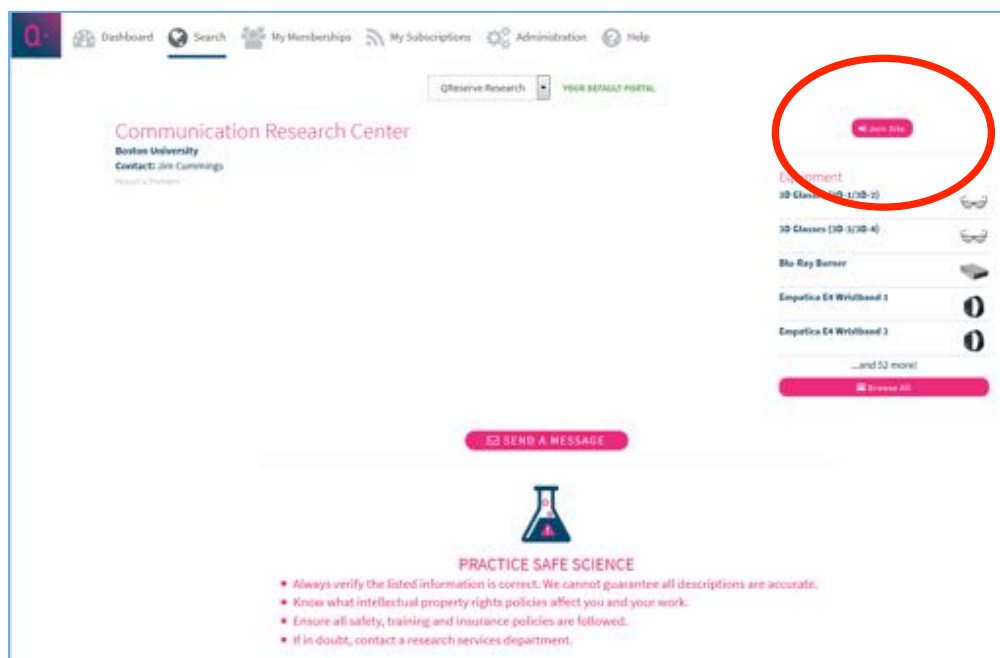 Q
Dashboard Search My Memberships My Subscriptions Administration Help
QReserve Research YOUR DEFAULT PORTAL
Communication Research Center
Boston University
Contact: Jim Cummings
Report a Problem
Join Site
Equipment
3D Glasses (3D-1/3D-2)
3D Glasses (3D-3/3D-4)
Blu-Ray Burner
Empatica E4 Wristband 1
Empatica E4 Wristband 2
...and 52 more!
Browse All
SEND A MESSAGE
PRACTICE SAFE SCIENCE
Always verify the listed information is correct. We cannot guarantee all descriptions are accurate.
Know what intellectual property rights policies affect you and your work.
Ensure all safety, training and insurance policies are followed.
If in doubt, contact a research services department.